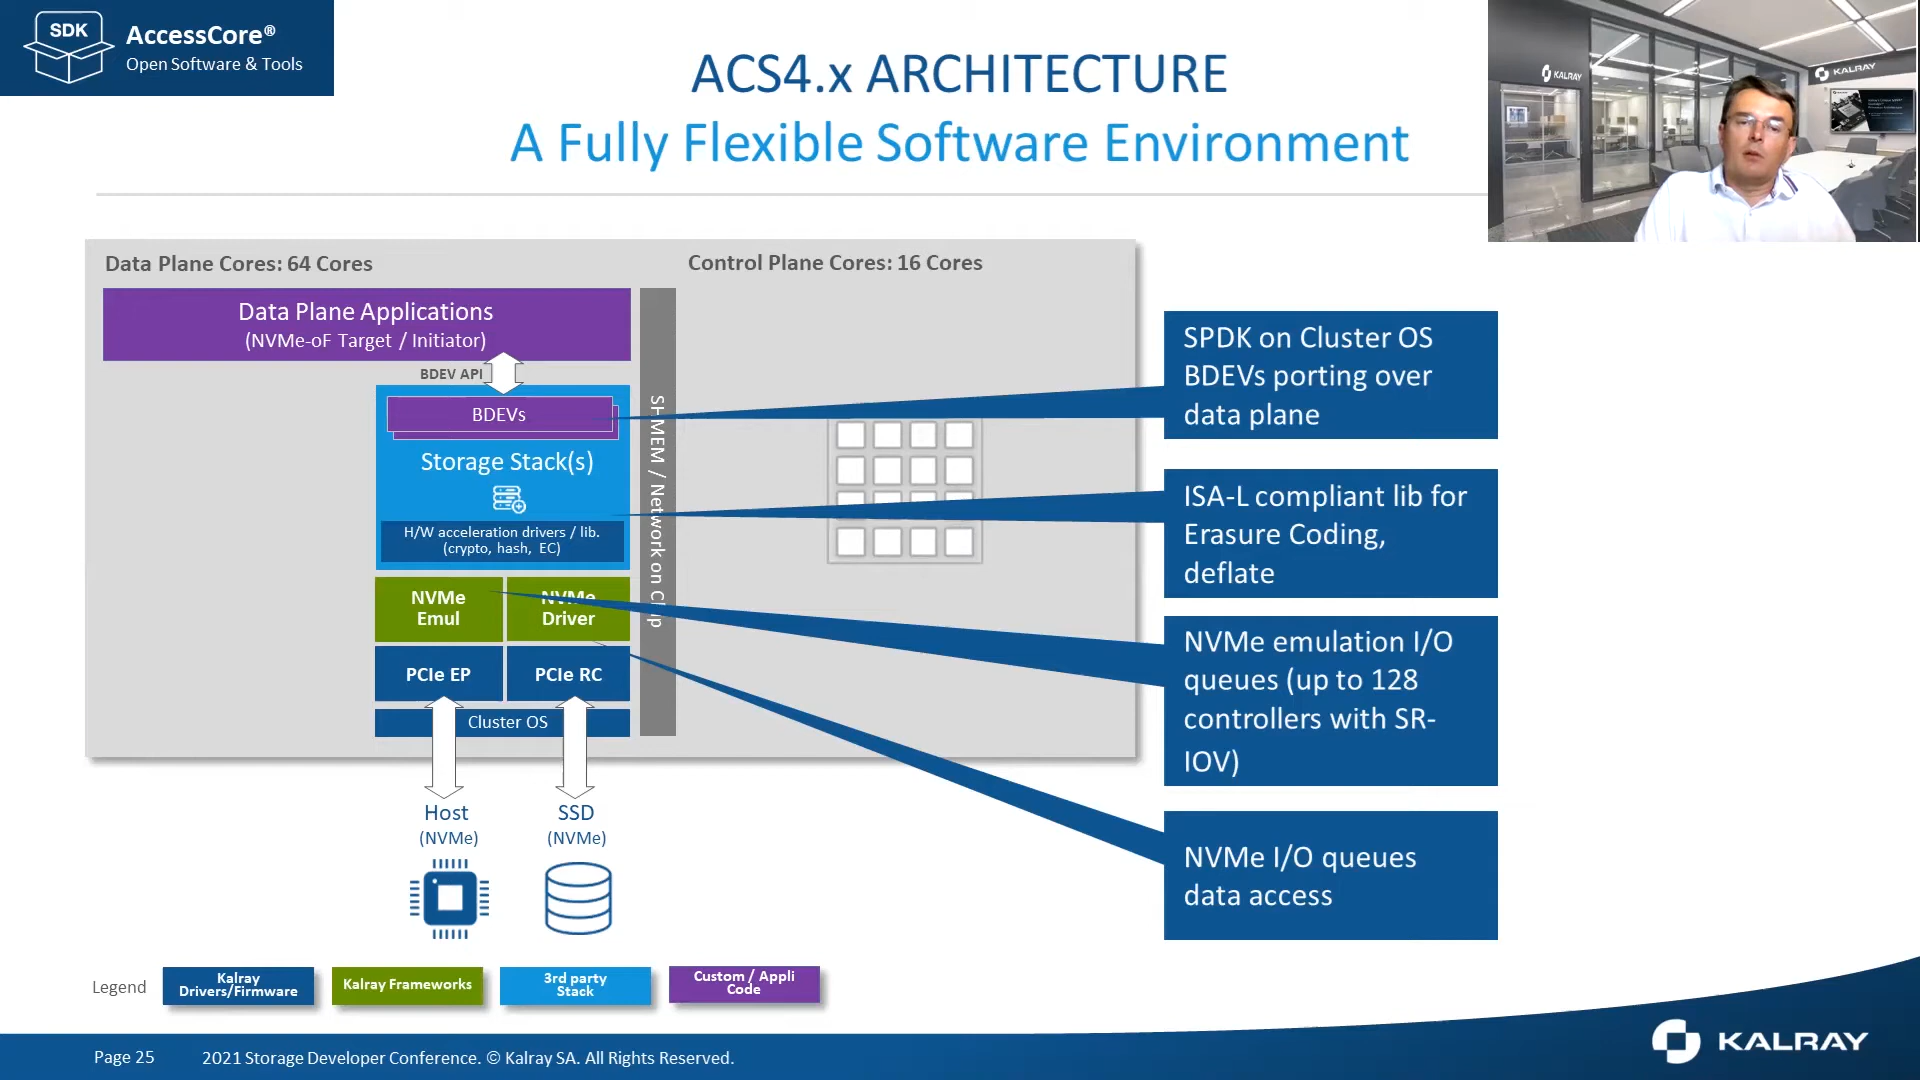 SDK
AccessCore®
Open Software & Tools
ACS4.x ARCHITECTURE
A Fully Flexible Software Environment
KALRAY
KALRAY
Data Plane Cores: 64 Cores
Control Plane Cores: 16 Cores
Data Plane Applications
(NVMe-oF Target / Initiator)
BDEV API
BDEVs
Storage Stack(s)
H/W acceleration drivers / lib.
(crypto, hash, EC)
NVMe
Emul
NVMe
Driver
PCIe EP
PCIe RC
Cluster OS
SHMEM / Network on Chip
Host
(NVMe)
SSD
(NVMe)
SPDK on Cluster OS
BDEVs porting over
data plane
ISA-L compliant lib for
Erasure Coding,
deflate
NVMe emulation I/O
queues (up to 128
controllers with SR-
IOV)
NVMe I/O queues
data access
Legend
Kalray
Drivers/Firmware
Kalray Frameworks
3rd party
Stack
Custom / Appli
Code
Page 25
2021 Storage Developer Conference. © Kalray SA. All Rights Reserved.
KALRAY